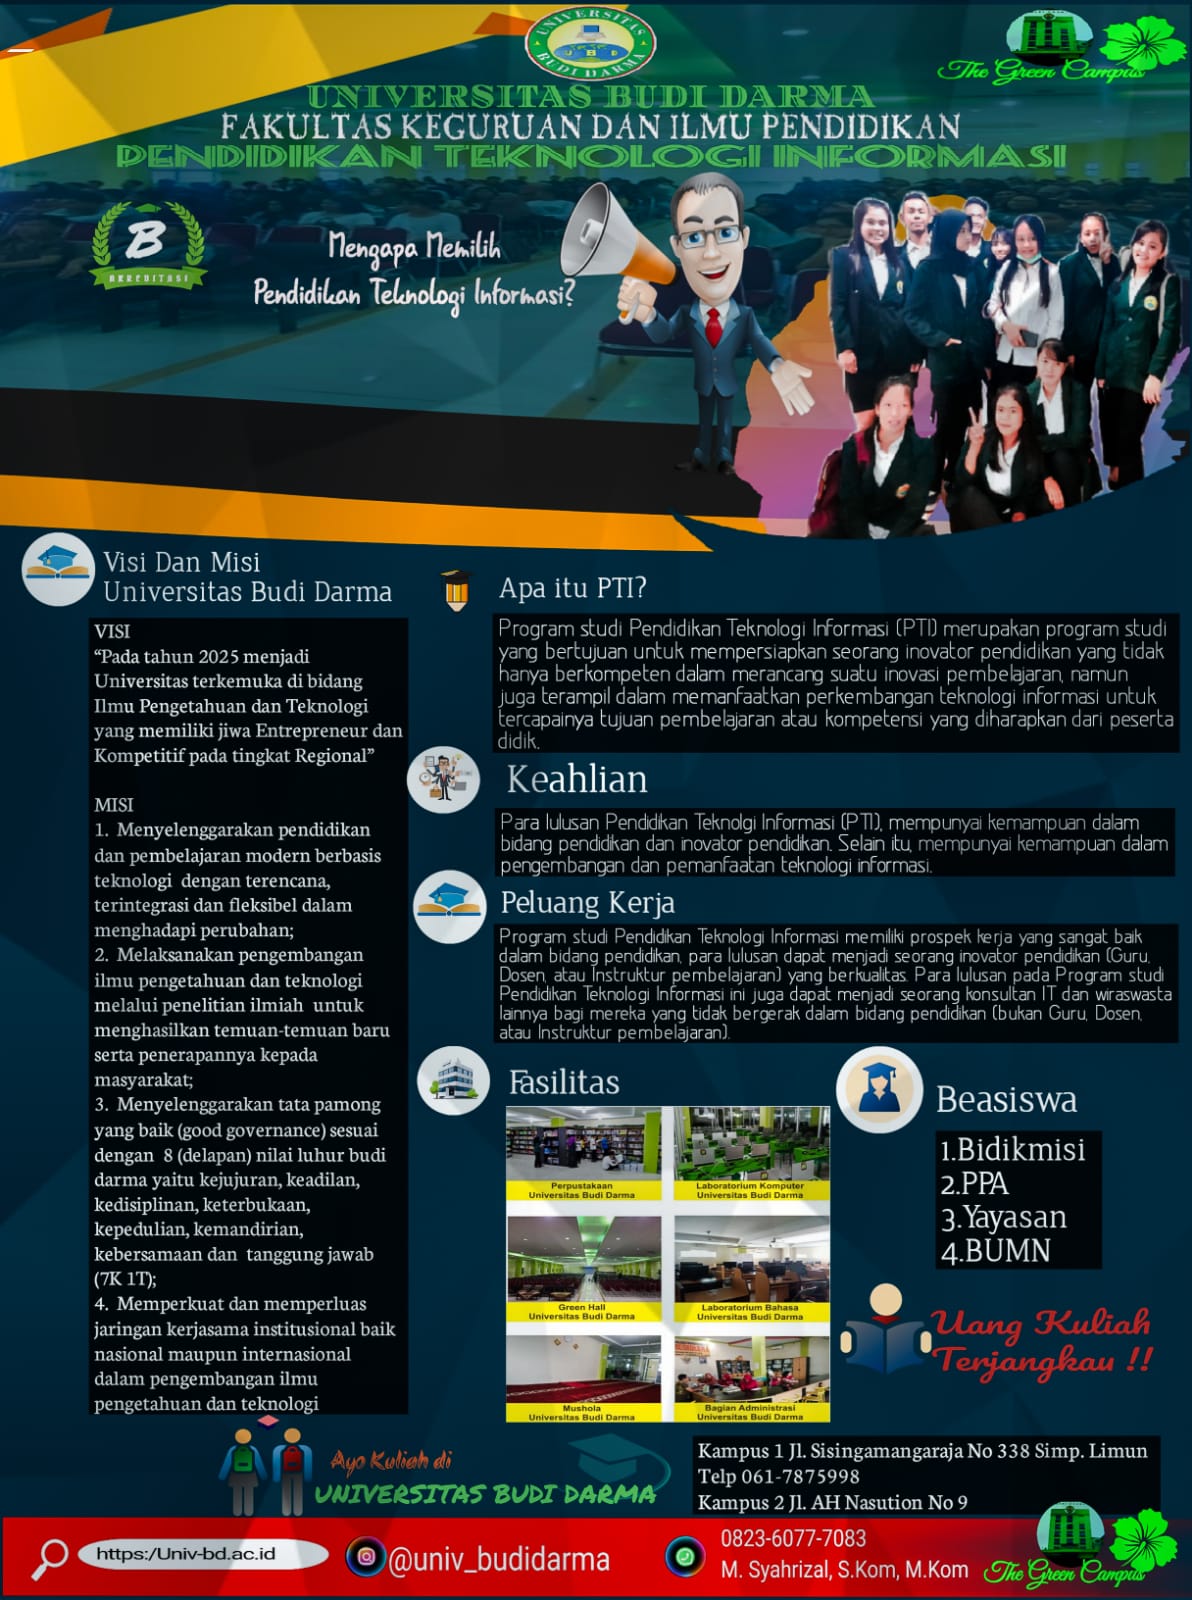 UNIVERSITAS
UBD
BUDI DARMA
The Green Campus
UNIVERSITAS BUDI DARMA
FAKULTAS KEGURUAN DAN ILMU PENDIDIKAN
PENDIDIKAN TEKNOLOGI INFORMASI
B
AKREDITASI
Mengapa Memilih
Pendidikan Teknologi Informasi?
Visi Dan Misi
Universitas Budi Darma
VISI
“Pada tahun 2025 menjadi
Universitas terkemuka di bidang
Ilmu Pengetahuan dan Teknologi
yang memiliki jiwa Entrepreneur dan
Kompetitif pada tingkat Regional”
MISI
1. Menyelenggarakan pendidikan
dan pembelajaran modern berbasis
teknologi dengan terencana,
terintegrasi dan fleksibel dalam
menghadapi perubahan;
2. Melaksanakan pengembangan
ilmu pengetahuan dan teknologi
melalui penelitian ilmiah untuk
menghasilkan temuan-temuan baru
serta penerapannya kepada
masyarakat;
3. Menyelenggarakan tata pamong
yang baik (good governance) sesuai
dengan 8 (delapan) nilai luhur budi
darma yaitu kejujuran, keadilan,
kedisiplinan, keterbukaan,
kepedulian, kemandirian,
kebersamaan dan tanggung jawab
(7K 1T);
4. Memperkuat dan memperluas
jaringan kerjasama institusional baik
nasional maupun internasional
dalam pengembangan ilmu
pengetahuan dan teknologi
Apa itu PTI?
Program studi Pendidikan Teknologi Informasi (PTI) merupakan program studi
yang bertujuan untuk mempersiapkan seorang inovator pendidikan yang tidak
hanya berkompeten dalam merancang suatu inovasi pembelajaran, namun
juga terampil dalam memanfaatkan perkembangan teknologi informasi untuk
tercapainya tujuan pembelajaran atau kompetensi yang diharapkan dari peserta
didik.
Keahlian
Para lulusan Pendidikan Teknolgi Informasi (PTI), mempunyai kemampuan dalam
bidang pendidikan dan inovator pendidikan. Selain itu, mempunyai kemampuan dalam
pengembangan dan pemanfaatan teknologi informasi.
Peluang Kerja
Program studi Pendidikan Teknologi Informasi memiliki prospek kerja yang sangat baik
dalam bidang pendidikan, para lulusan dapat menjadi seorang inovator pendidikan (Guru,
Dosen, atau Instruktur pembelajaran) yang berkualitas. Para lulusan pada Program studi
Pendidikan Teknologi Informasi ini juga dapat menjadi seorang konsultan IT dan wiraswasta
lainnya bagi mereka yang tidak bergerak dalam bidang pendidikan (bukan Guru, Dosen,
atau Instruktur pembelajaran).
Fasilitas
Perpustakaan
Universitas Budi Darma
Laboratorium Komputer
Universitas Budi Darma
Green Hall
Universitas Budi Darma
Laboratorium Bahasa
Universitas Budi Darma
Mushola
Universitas Budi Darma
Bagian Administrasi
Universitas Budi Darma
Beasiswa
1.Bidikmisi
2.PPA
3.Yayasan
4.BUMN
Uang Kuliah
Terjangkau !!
Ayo Kuliah di
UNIVERSITAS BUDI DARMA
Kampus 1 Jl. Sisingamangaraja No 338 Simp. Limun
Telp 061-7875998
Kampus 2 Jl. AH Nasution No 9
https:/Univ-bd.ac.id
@univ_budidarma
0823-6077-7083
M. Syahrizal, S.Kom, M.Kom
The Green Campus